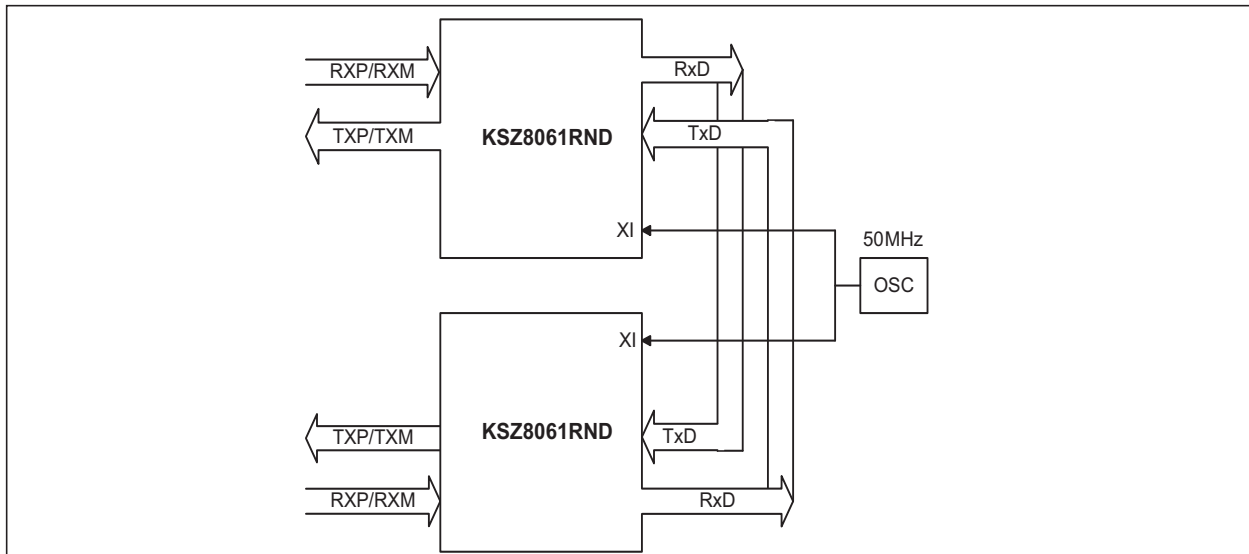 RXP/RXM
RxD
TXP/TXM
KSZ8061RND
TxD
XI
50MHz
OSC
XI
TXP/TXM
KSZ8061RND
TxD
RXP/RXM
RxD